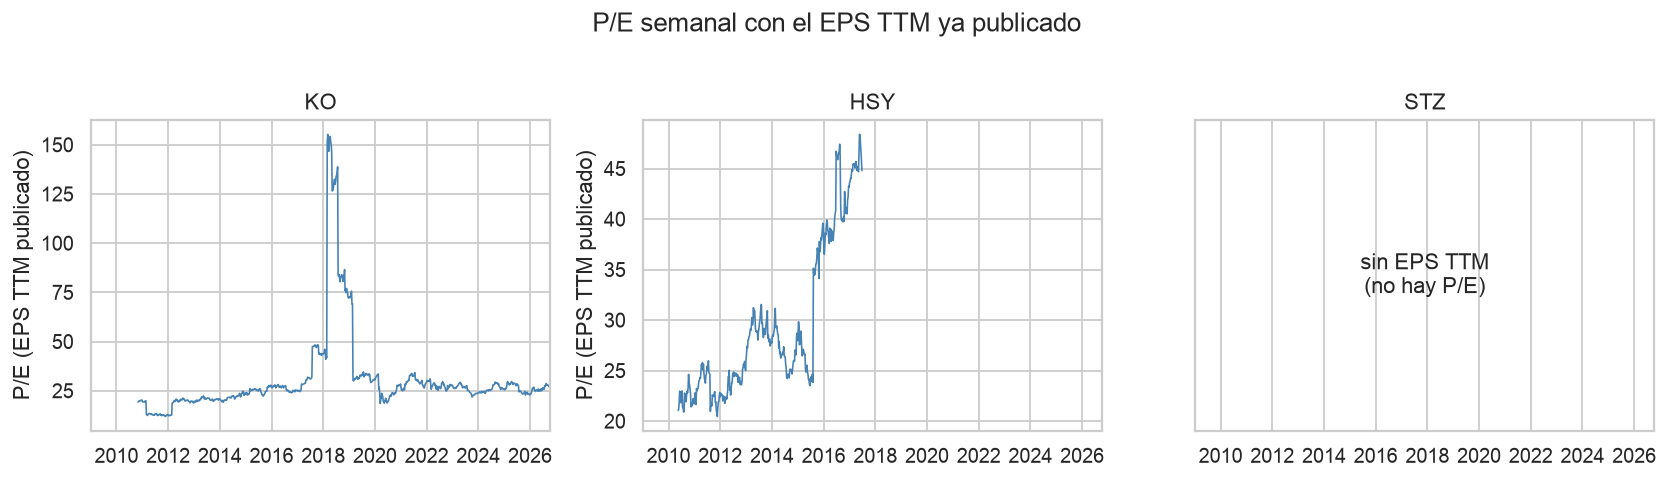 P/E semanal con el EPS TTM ya publicado
KO
P/E (EPS TTM publicado)
150
125
100
75
50
25
2010 2012 2014 2016 2018 2020 2022 2024 2026
HSY
P/E (EPS TTM publicado)
45
40
35
30
25
20
2010 2012 2014 2016 2018 2020 2022 2024 2026
STZ
sin EPS TTM
(no hay P/E)
2010 2012 2014 2016 2018 2020 2022 2024 2026